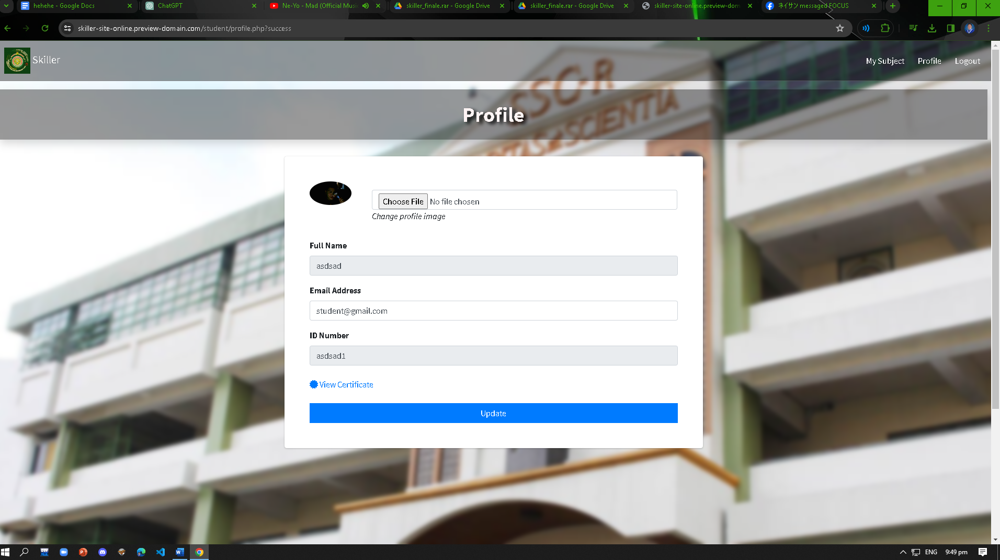 hehehe - Google Docs
ChatGPT
Ne-Yo - Mad (Official Musi
skiller_finale.rar - Google Drive
skiller_finale.rar - Google Drive
skiller-site-online.preview-dom
ネイサン messaged FOCUS
skiller-site-online.preview-domain.com/student/profile.php?success
Skiller
My Subject
Profile
Logout
SSC-R
SCIENTIA
Profile
Choose File
No file chosen
Change profile image
Full Name
asdsad
Email Address
student@gmail.com
ID Number
asdsad1
View Certificate
Update
ENG
9:49 pm